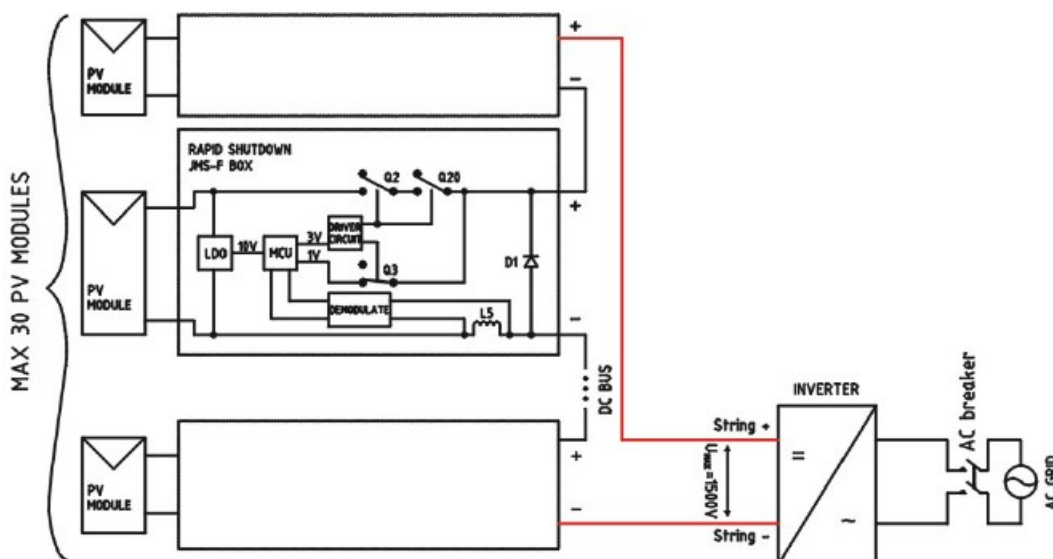 MAX 30 PV MODULES
PV
MODULE
+
−
RAPID SHUTDOWN
JMS-F BOX
Q2
Q20
+
PV
MODULE
LDO
10V
MCU
3V
1V
DRIVER
CIRCUIT
Q3
D1
DEMODULATE
L5
−
DC BUS
PV
MODULE
+
−
String +
Umax=1500V
String -
INVERTER
=
~
AC breaker
AC GRID